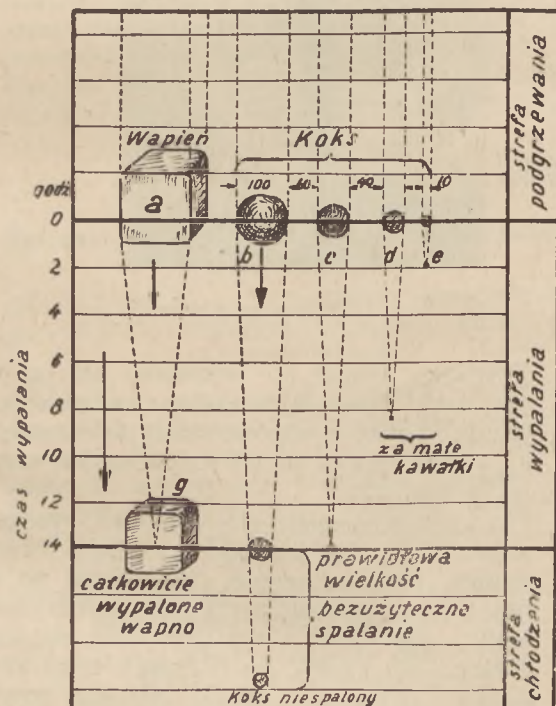 Wapień
Koks
godz
100 60 40 10
a
0
b c d e
2
4
6
8
10
12
14
czas wypalania
za małe
kawałki
g
całkowicie
wypalone
wapno
prawidłowa
wielkość
bezużyteczne
spalanie
Koks niespalony
strefa
podgrzewania
strefa
wypalania
strefa
chłodzenia